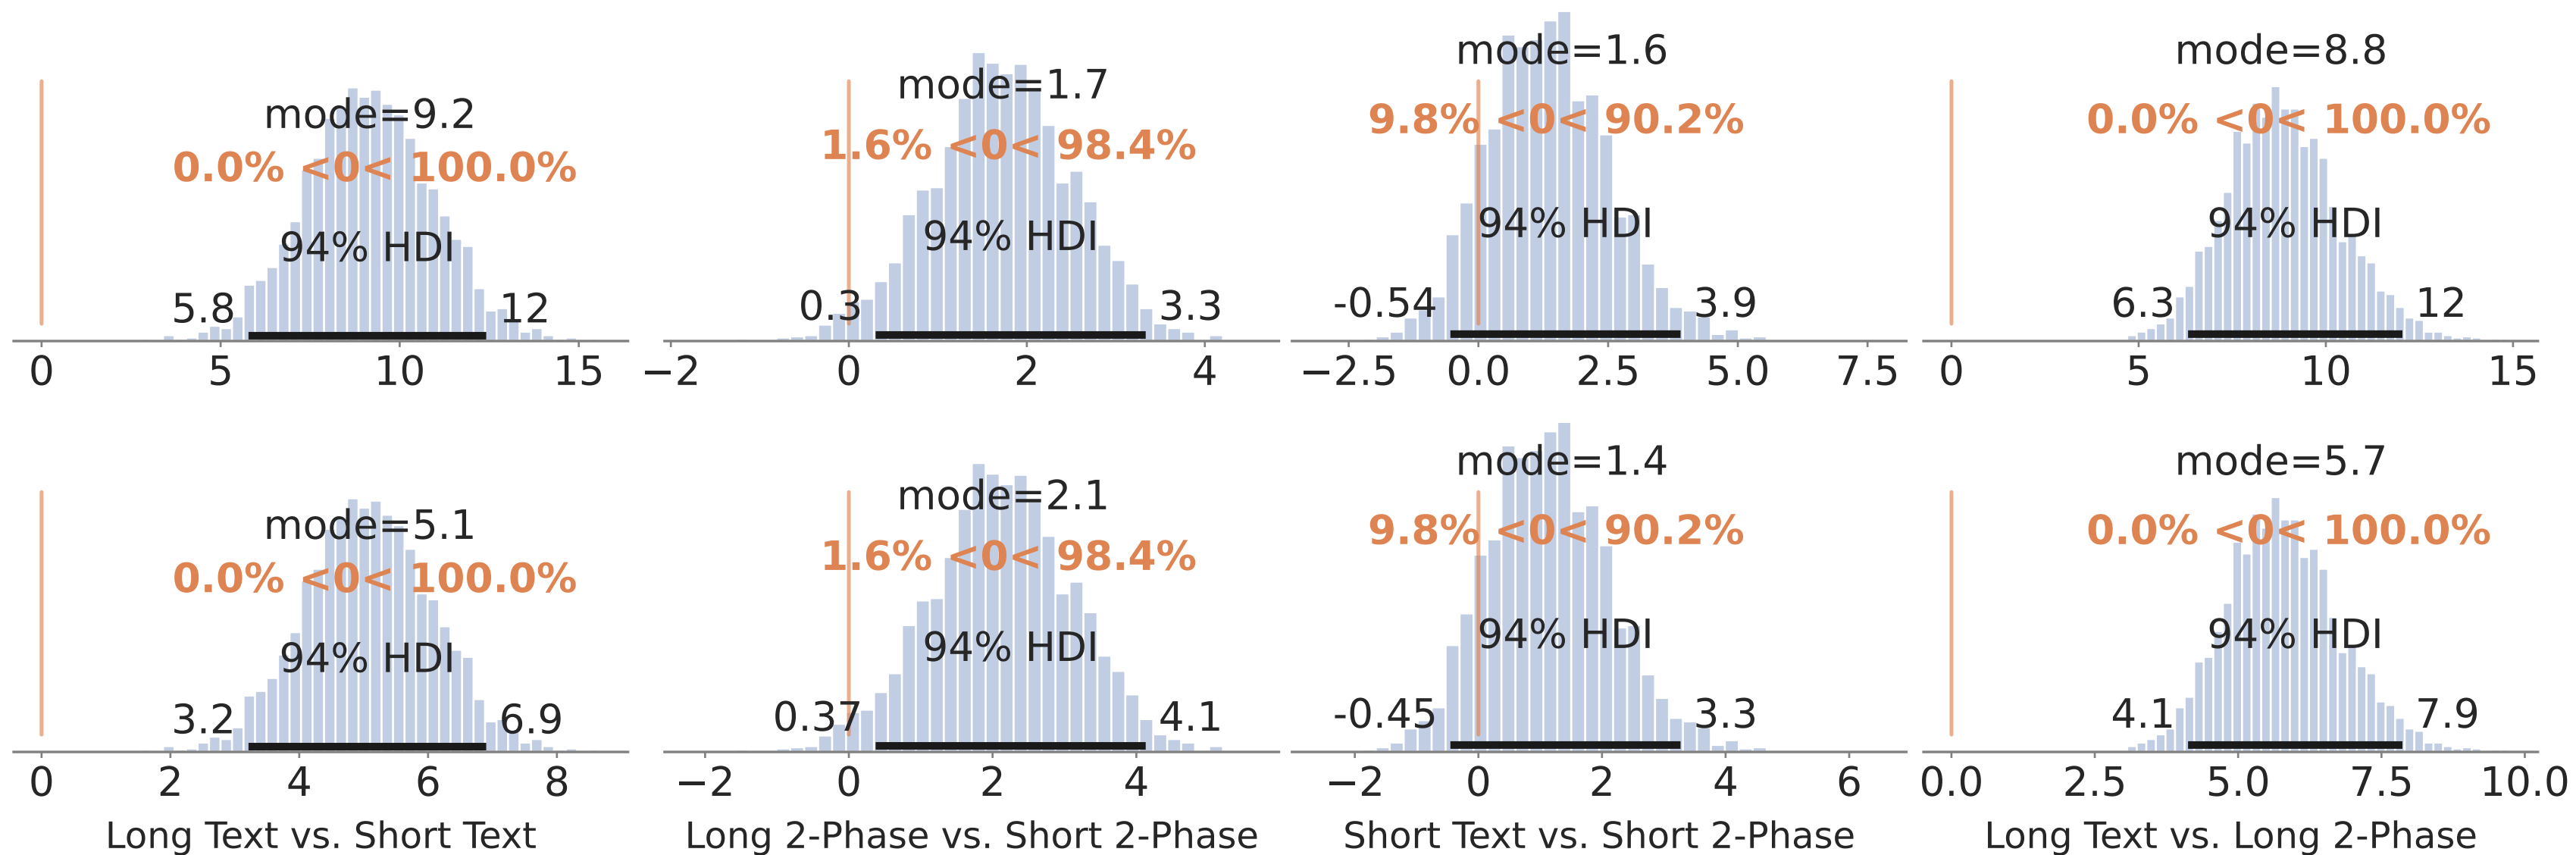 mode=9.2
0.0% <0< 100.0%
94% HDI
5.8 12
0 5 10 15
mode=1.7
1.6% <0< 98.4%
94% HDI
0.3 3.3
−2 0 2 4
mode=1.6
9.8% <0< 90.2%
94% HDI
-0.54 3.9
−2.5 0.0 2.5 5.0 7.5
mode=8.8
0.0% <0< 100.0%
94% HDI
6.3 12
0 5 10 15
mode=5.1
0.0% <0< 100.0%
94% HDI
3.2 6.9
0 2 4 6 8
Long Text vs. Short Text
mode=2.1
1.6% <0< 98.4%
94% HDI
0.37 4.1
−2 0 2 4
Long 2-Phase vs. Short 2-Phase
mode=1.4
9.8% <0< 90.2%
94% HDI
-0.45 3.3
−2 0 2 4 6
Short Text vs. Short 2-Phase
mode=5.7
0.0% <0< 100.0%
94% HDI
4.1 7.9
0.0 2.5 5.0 7.5 10.0
Long Text vs. Long 2-Phase